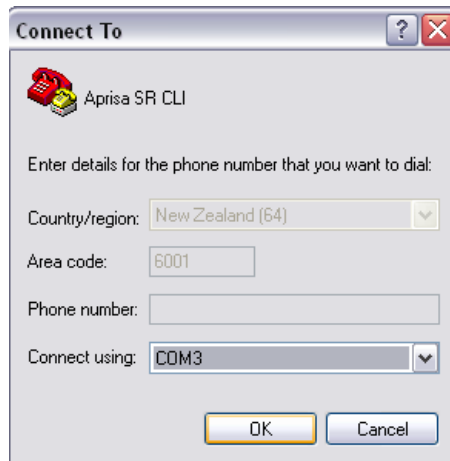 Connect To
?
Aprisa SR CLI
Enter details for the phone number that you want to dial:
Country/region: New Zealand (64)
Area code: 6001
Phone number:
Connect using: COM3
OK Cancel